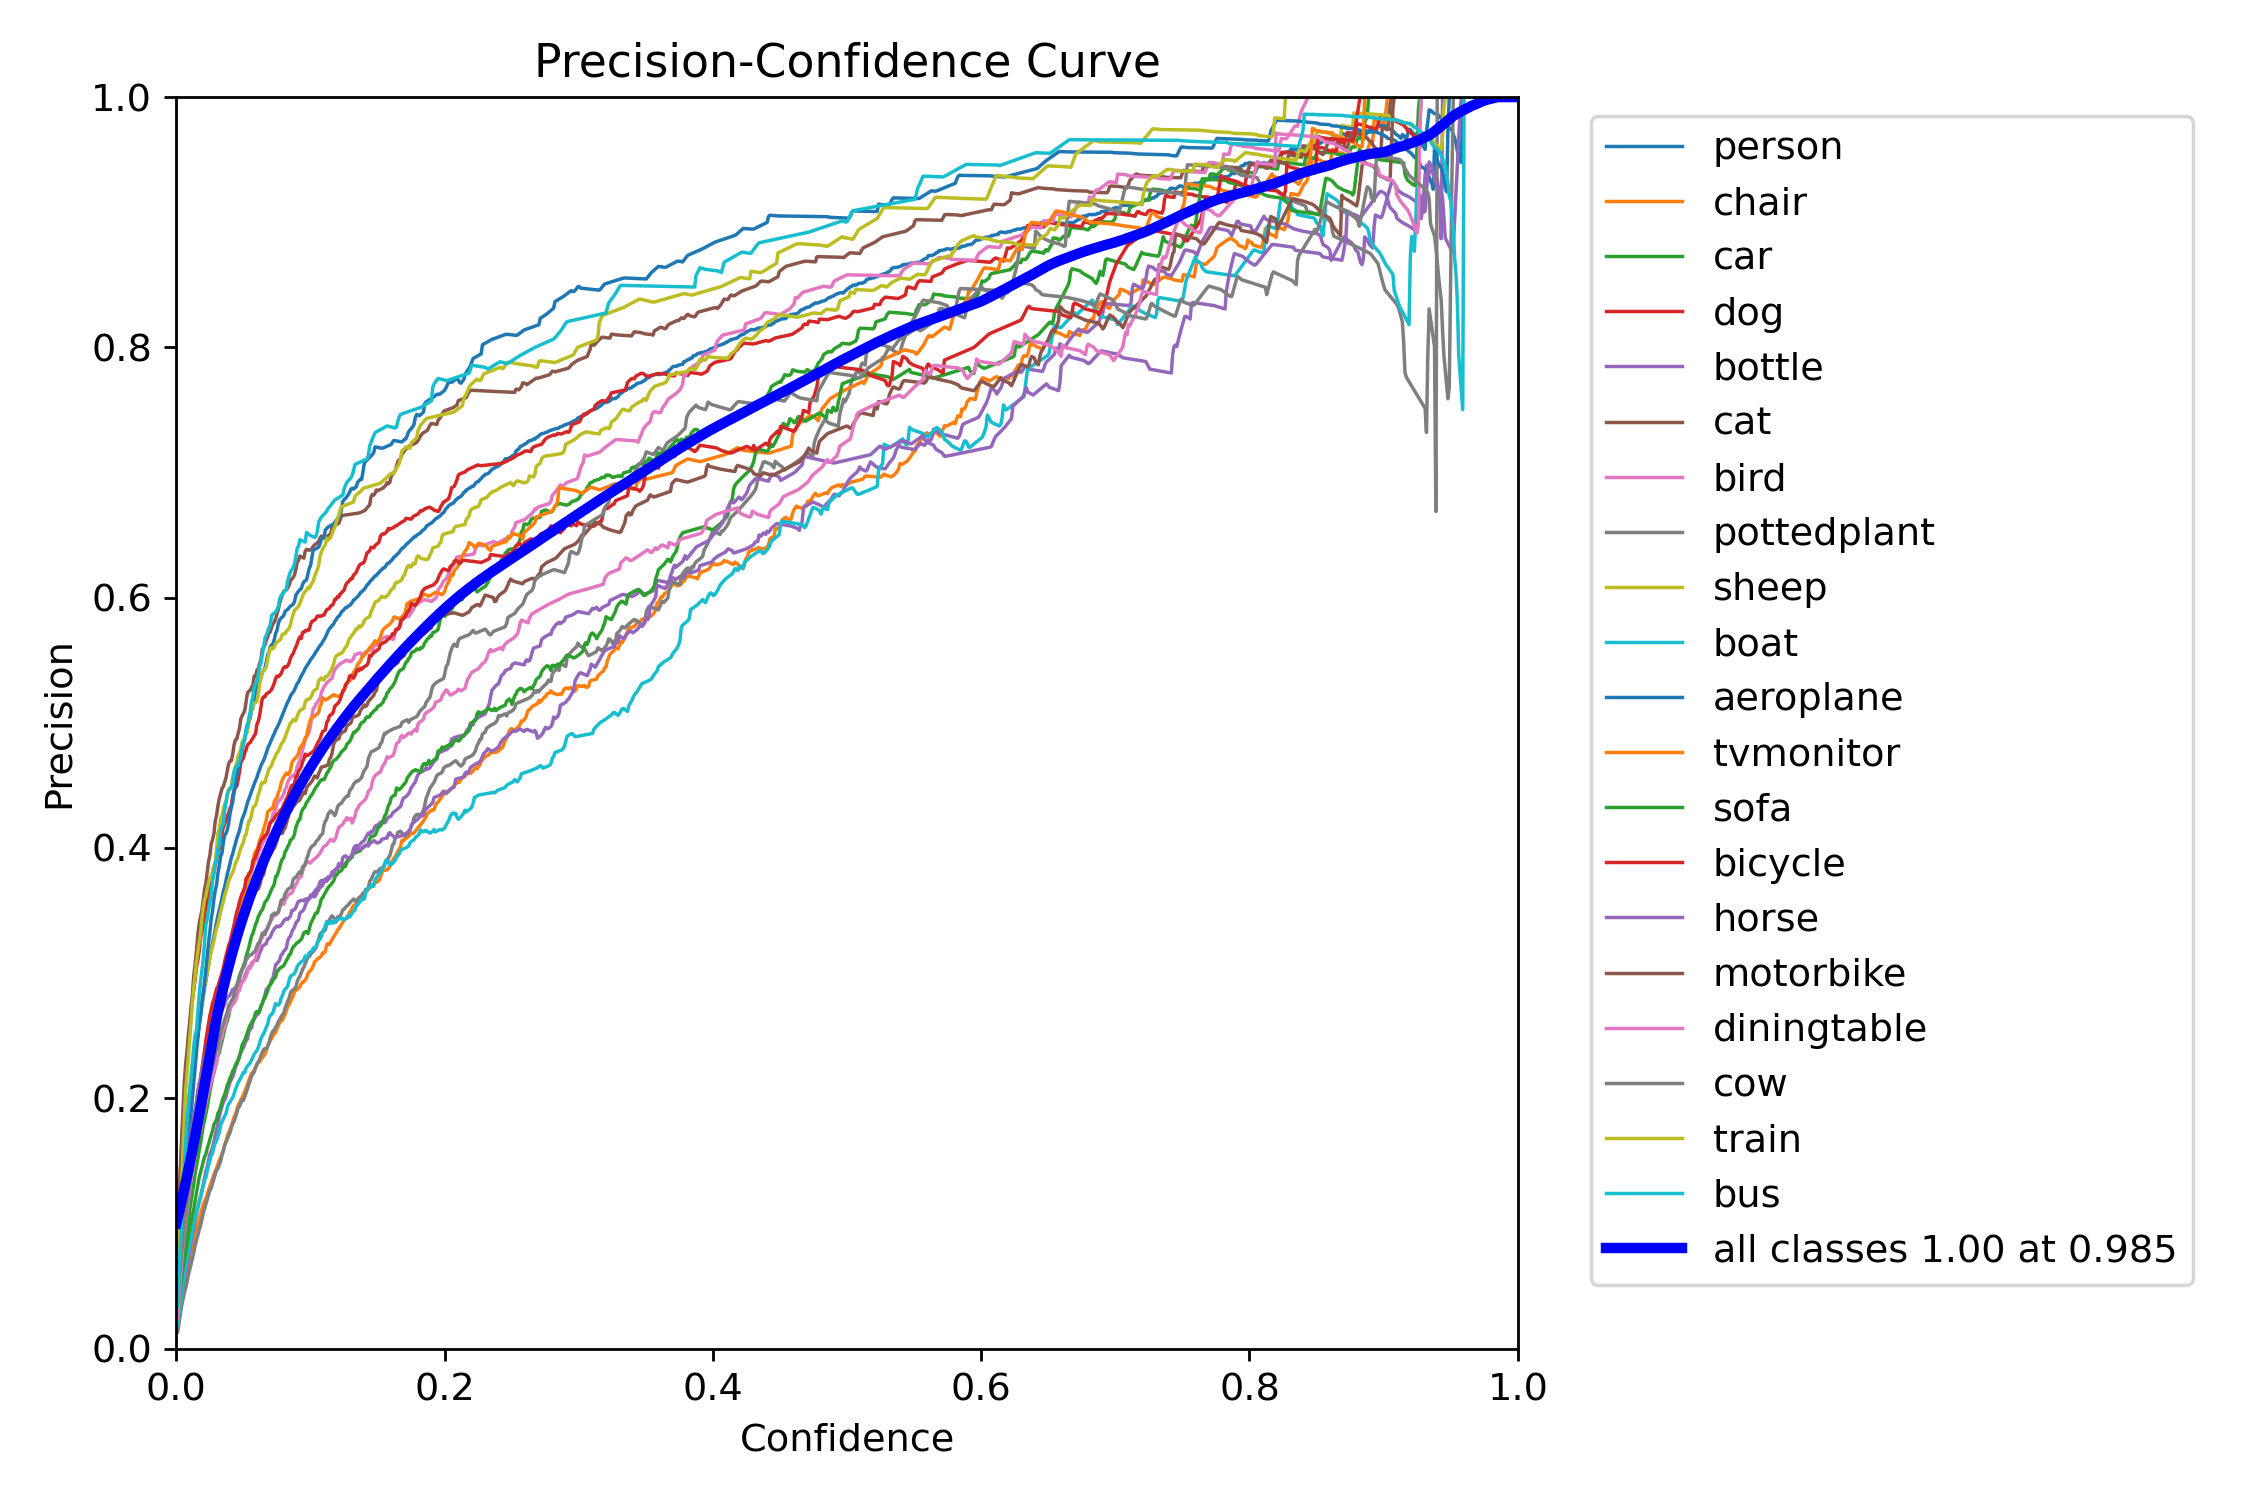 Precision-Confidence Curve
1.0
0.8
0.6
0.4
0.2
0.0
Precision
0.0 0.2 0.4 0.6 0.8 1.0
Confidence
person
chair
car
dog
bottle
cat
bird
pottedplant
sheep
boat
aeroplane
tvmonitor
sofa
bicycle
horse
motorbike
diningtable
cow
train
bus
all classes 1.00 at 0.985